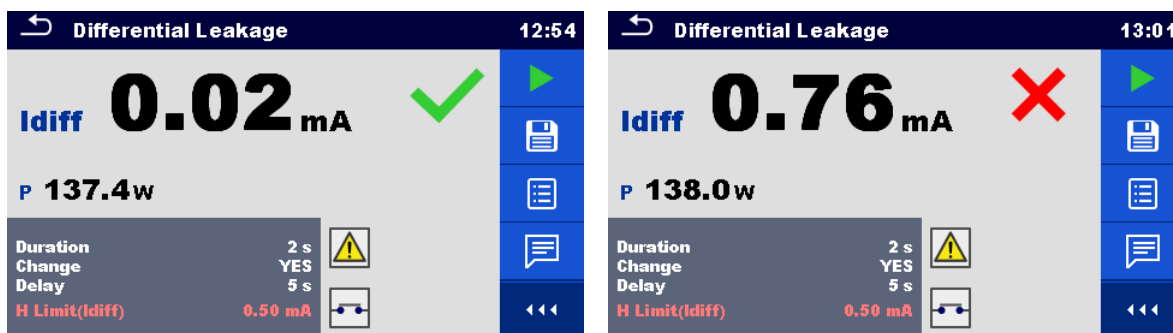 Differential Leakage 12:54
Idiff 0.02 mA
P 137.4 W
Duration 2 s
Change YES
Delay 5 s
H Limit(Idiff) 0.50 mA
Differential Leakage 13:01
Idiff 0.76 mA
P 138.0 W
Duration 2 s
Change YES
Delay 5 s
H Limit(Idiff) 0.50 mA